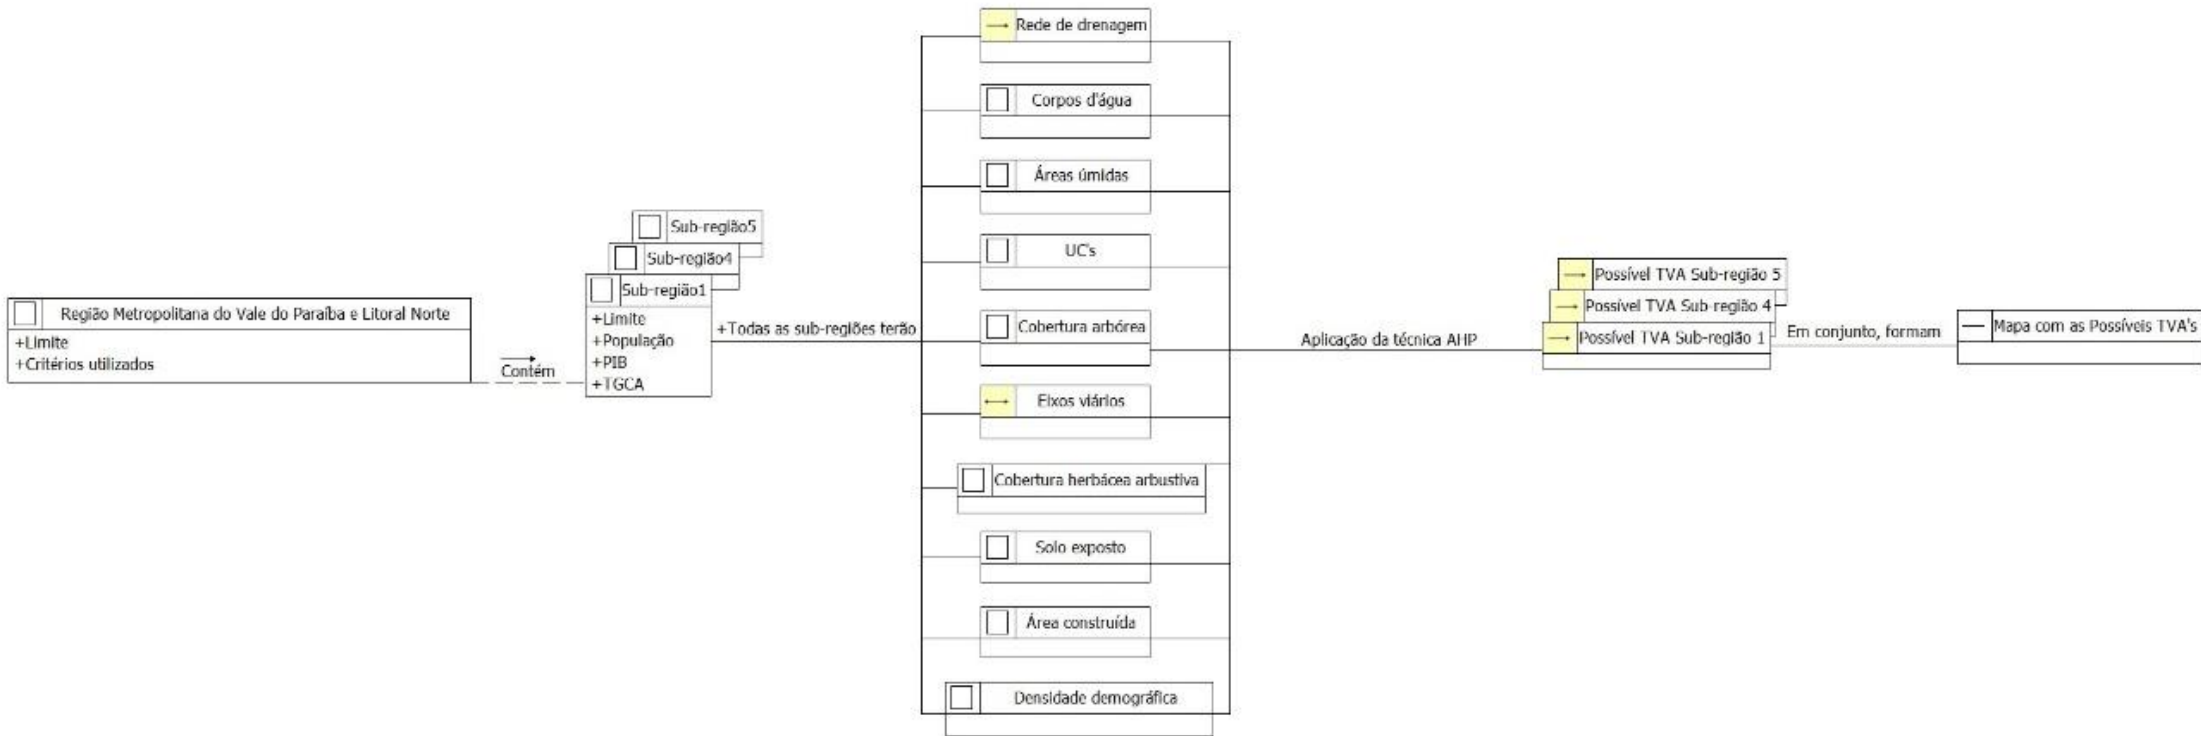 Região Metropolitana do Vale do Paraíba e Litoral Norte
+Limite
+Critérios utilizados
Contém
Sub-região5
Sub-região4
Sub-região1
+Limite
+População
+PIB
+TGCA
+Todas as sub-regiões terão
Rede de drenagem
Corpos d'água
Áreas úmidas
UC's
Cobertura arbórea
Eixos viários
Cobertura herbácea arbustiva
Solo exposto
Área construída
Densidade demográfica
Aplicação da técnica AHP
Possível TVA Sub-região 5
Possível TVA Sub-região 4
Possível TVA Sub-região 1
Em conjunto, formam
Mapa com as Possíveis TVA's